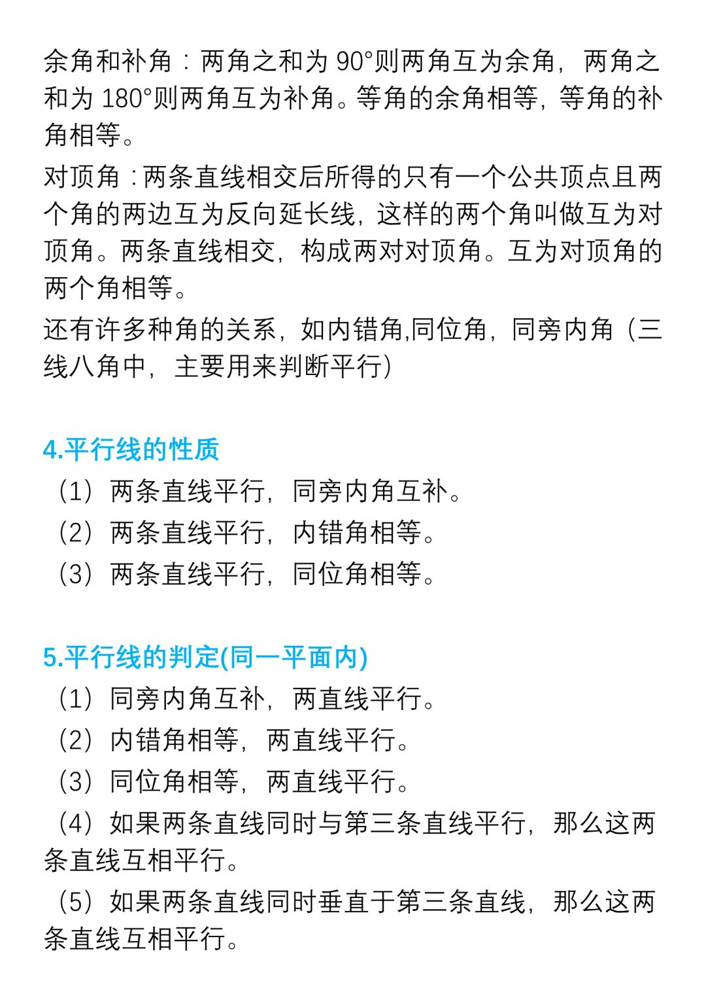 余角和补角：两角之和为 90°则两角互为余角，两角之
和为 180°则两角互为补角。等角的余角相等，等角的补
角相等。
对顶角：两条直线相交后所得的只有一个公共顶点且两
个角的两边互为反向延长线，这样的两个角叫做互为对
顶角。两条直线相交，构成两对对顶角。互为对顶角的
两个角相等。
还有许多种角的关系，如内错角,同位角，同旁内角（三
线八角中，主要用来判断平行）
4.平行线的性质
（1）两条直线平行，同旁内角互补。
（2）两条直线平行，内错角相等。
（3）两条直线平行，同位角相等。
5.平行线的判定(同一平面内)
（1）同旁内角互补，两直线平行。
（2）内错角相等，两直线平行。
（3）同位角相等，两直线平行。
（4）如果两条直线同时与第三条直线平行，那么这两
条直线互相平行。
（5）如果两条直线同时垂直于第三条直线，那么这两
条直线互相平行。